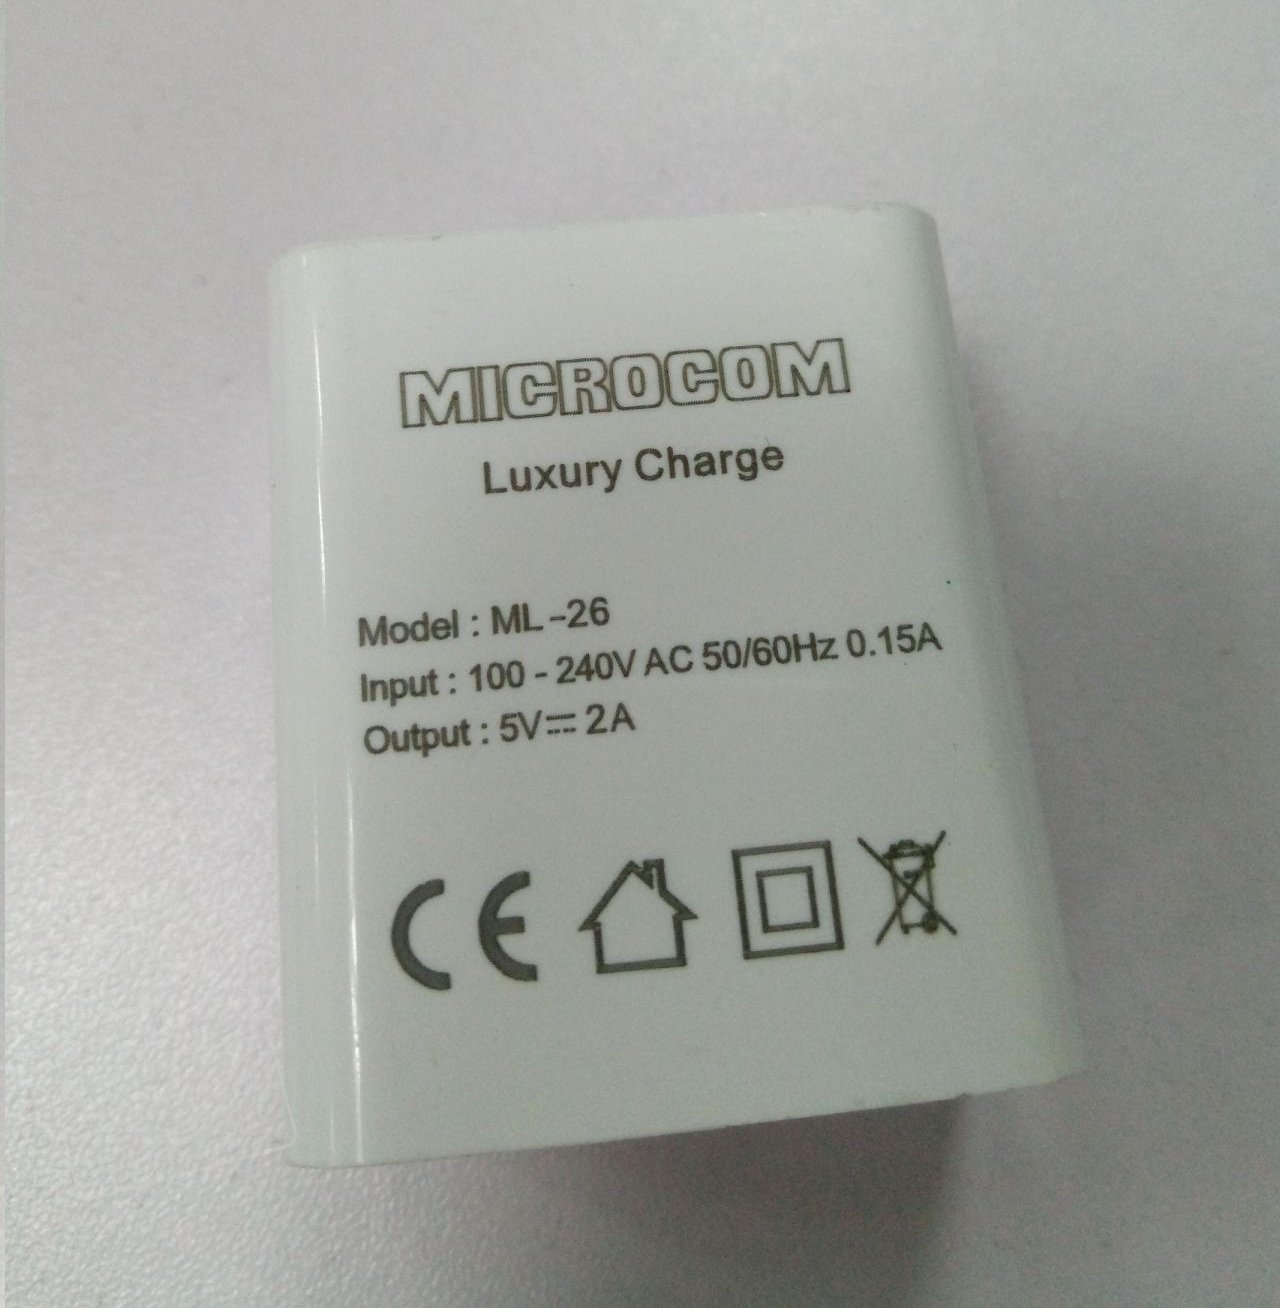 MICROCOM
Luxury Charge
Model : ML-26
Input : 100 - 240V AC 50/60Hz 0.15A
Output : 5V⎓2A
CE